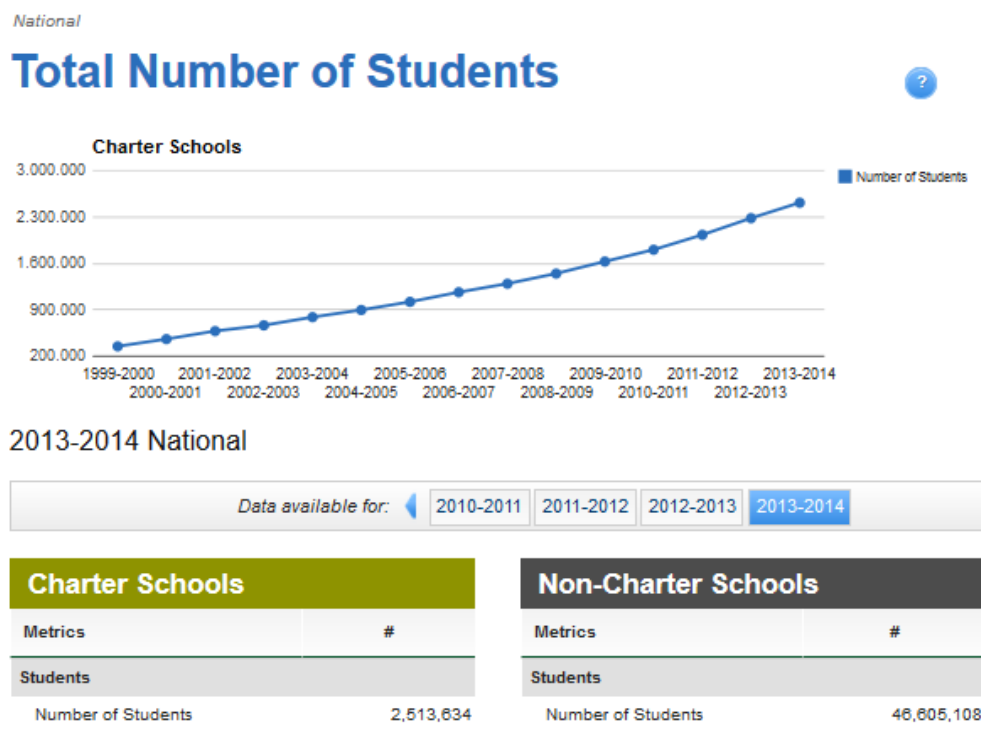 National
Total Number of Students
?
Charter Schools
3.000.000
2.300.000
1.600.000
900.000
200.000
Number of Students
1999-2000 2001-2002 2003-2004 2005-2006 2007-2008 2009-2010 2011-2012 2013-2014
2000-2001 2002-2003 2004-2005 2006-2007 2008-2009 2010-2011 2012-2013
2013-2014 National
Data available for: 2010-2011 2011-2012 2012-2013 2013-2014
Charter Schools Non-Charter Schools
Metrics # Metrics #
Students Students
Number of Students 2,513,634 Number of Students 46,605,108